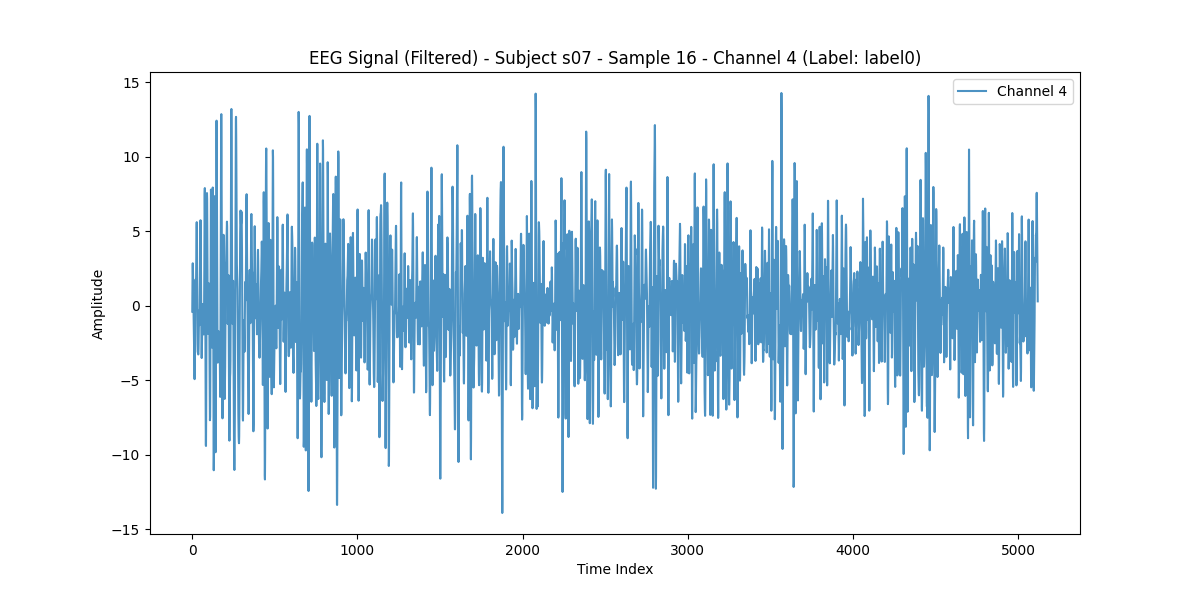 EEG Signal (Filtered) - Subject s07 - Sample 16 - Channel 4 (Label: label0)
Channel 4
15
10
5
0
−5
−10
−15
Amplitude
0 1000 2000 3000 4000 5000
Time Index